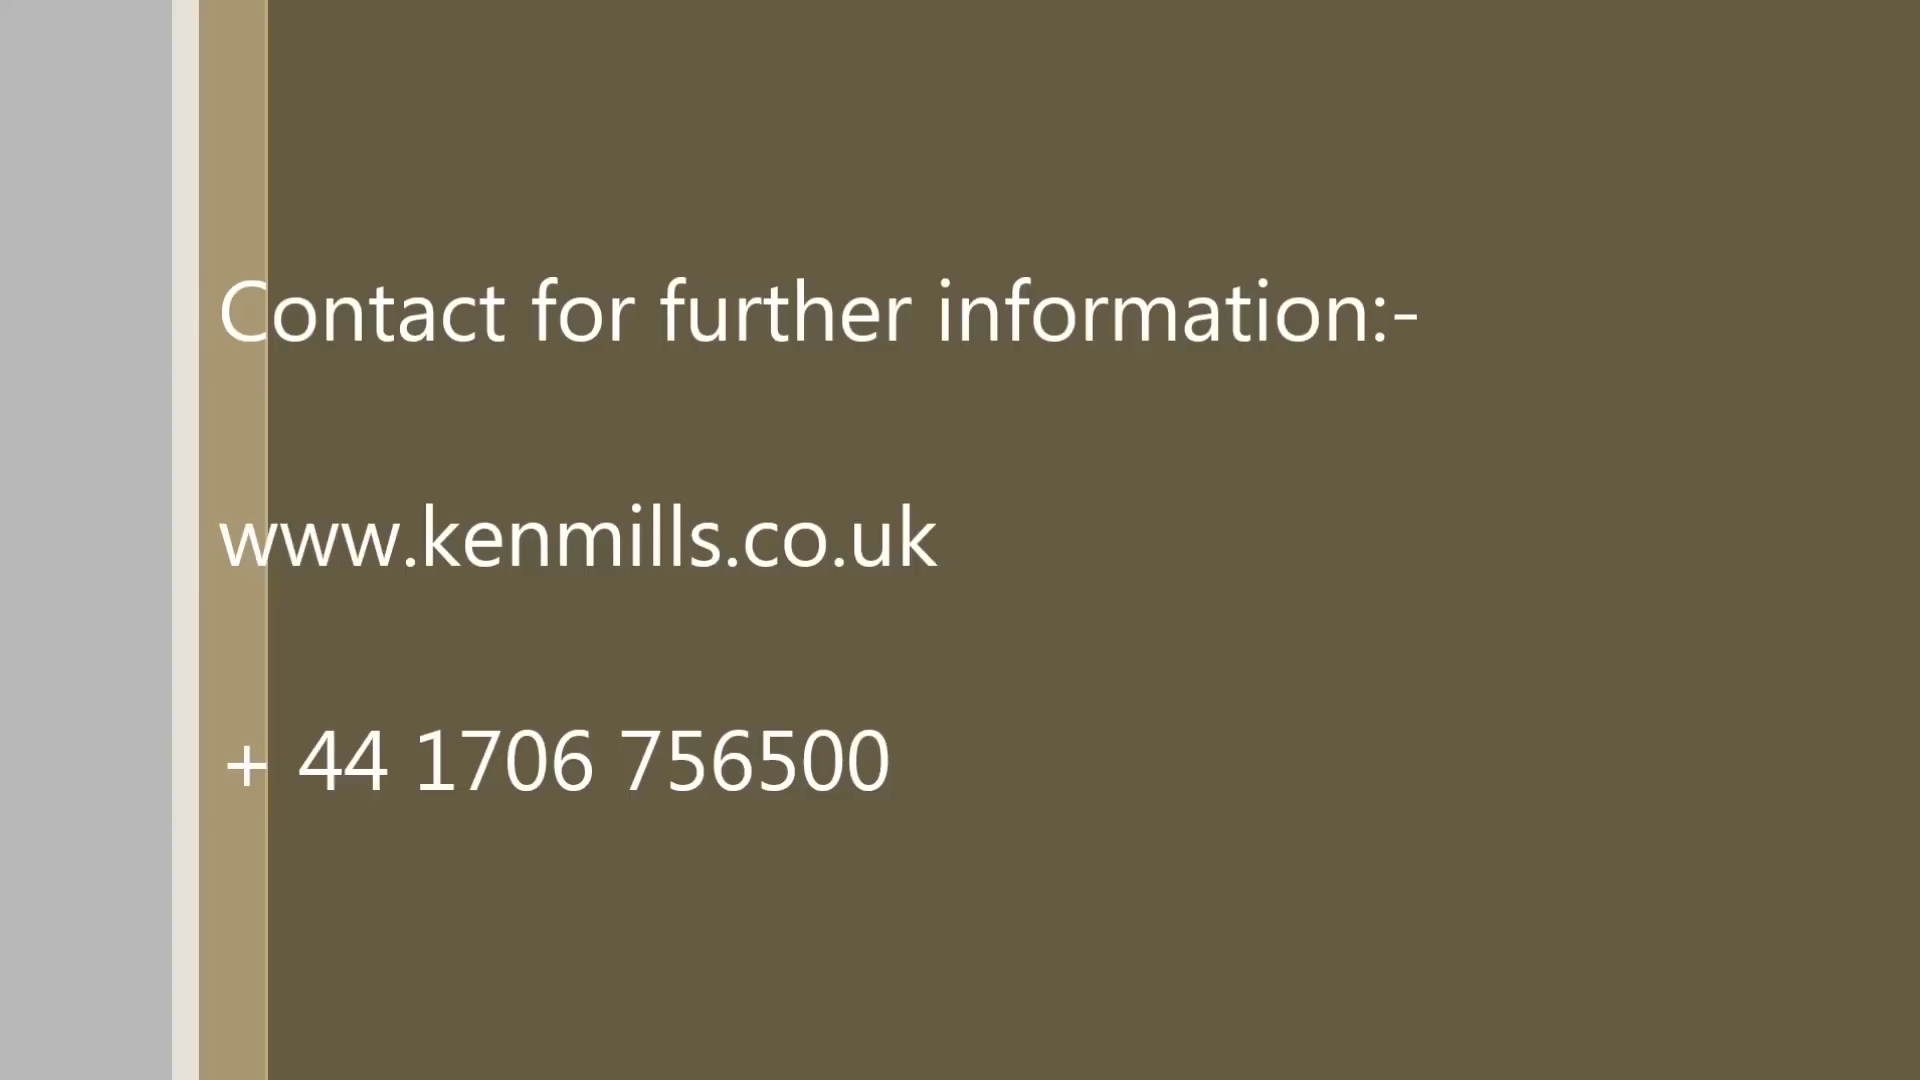 Contact for further information:-
www.kenmills.co.uk
+ 44 1706 756500